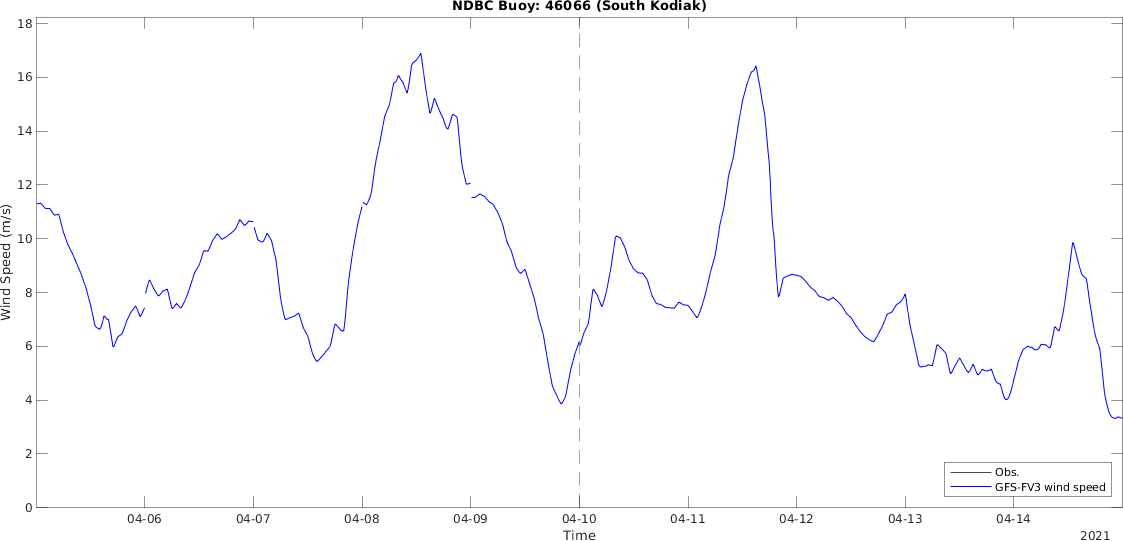 NDBC Buoy: 46066 (South Kodiak)
18
16
14
12
10
8
6
4
2
0
Wind Speed (m/s)
04-06 04-07 04-08 04-09 04-10 04-11 04-12 04-13 04-14
Time
2021
Obs.
GFS-FV3 wind speed